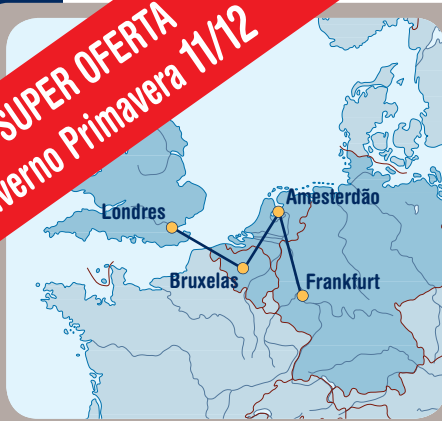 SUPER OFERTA
verno Primavera 11/12
Londres
Amesterdão
Bruxelas
Frankfurt